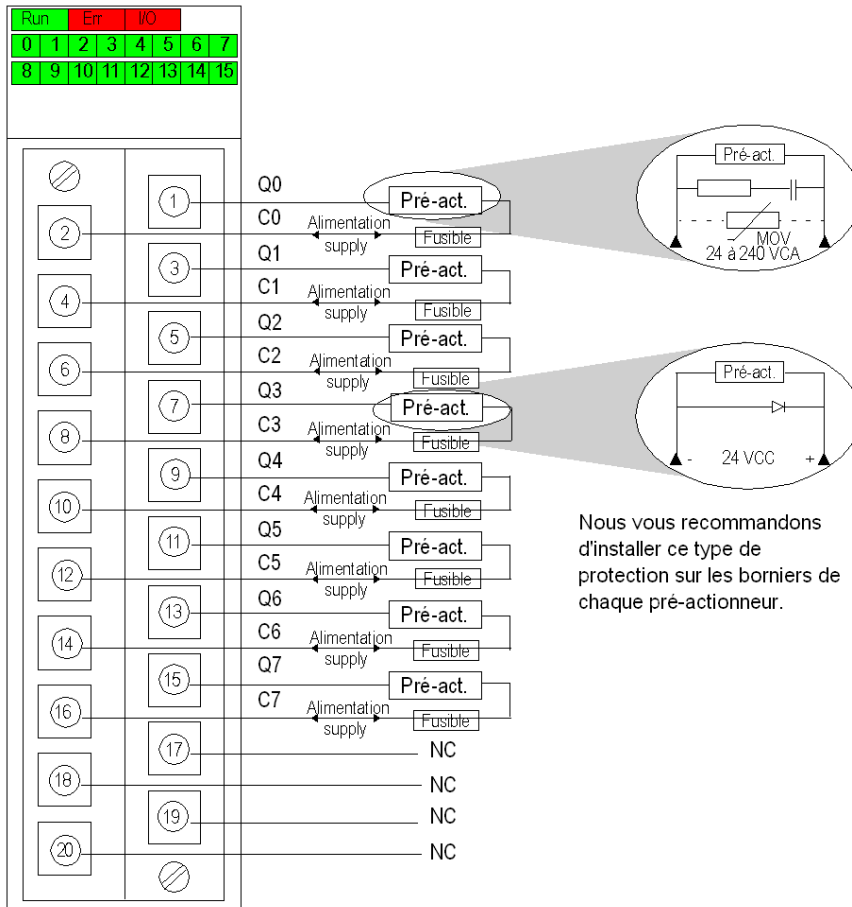 Run Err I/O
0 1 2 3 4 5 6 7
8 9 10 11 12 13 14 15
1 Q0 Pré-act.
2 C0 Alimentation supply Fusible
3 Q1 Pré-act.
4 C1 Alimentation supply Fusible
5 Q2 Pré-act.
6 C2 Alimentation supply Fusible
7 Q3 Pré-act.
8 C3 Alimentation supply Fusible
9 Q4 Pré-act.
10 C4 Alimentation supply Fusible
11 Q5 Pré-act.
12 C5 Alimentation supply Fusible
13 Q6 Pré-act.
14 C6 Alimentation supply Fusible
15 Q7 Pré-act.
16 C7 Alimentation supply Fusible
17 NC
18 NC
19 NC
20 NC
Pré-act.
MOV
24 à 240 VCA
Pré-act.
- 24 VCC +
Nous vous recommandons
d'installer ce type de
protection sur les borniers de
chaque pré-actionneur.